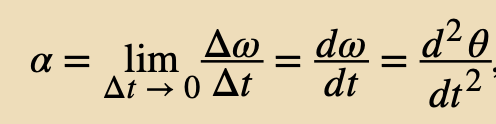 α = lim Δt → 0 Δω/Δt = dω/dt = d²θ/dt²,